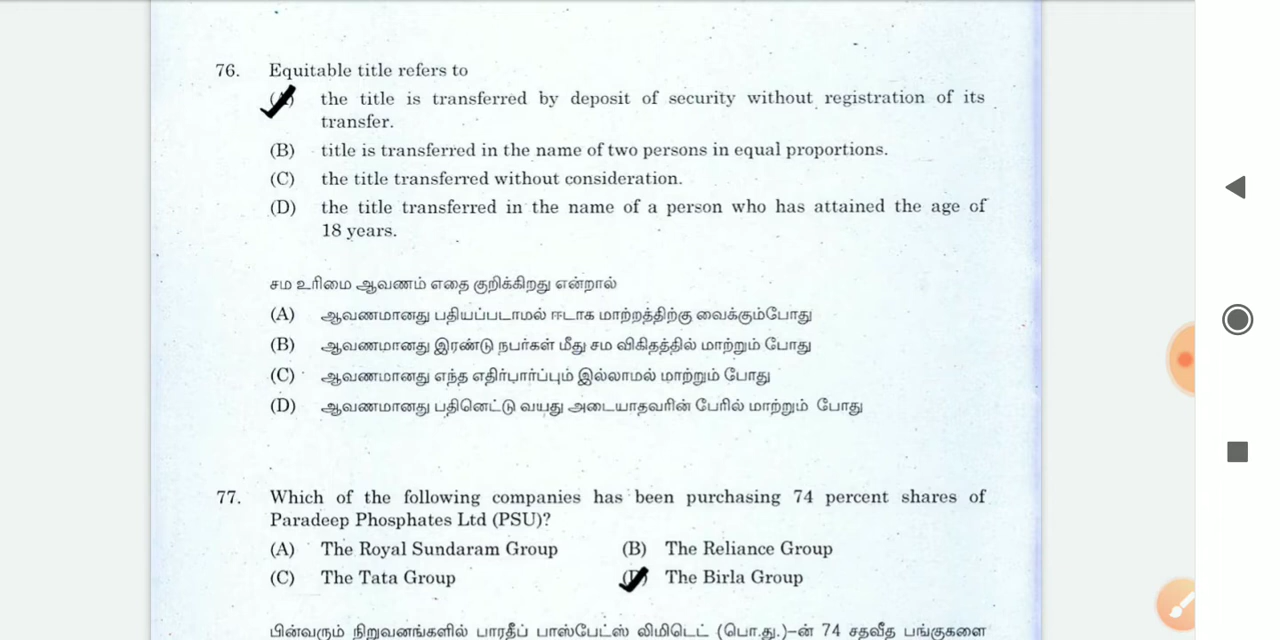 76. Equitable title refers to
the title is transferred by deposit of security without registration of its
transfer.
(B) title is transferred in the name of two persons in equal proportions.
(C) the title transferred without consideration.
(D) the title transferred in the name of a person who has attained the age of
18 years.
சம உரிமை ஆவணம் எதை குறிக்கிறது என்றால்
(A) ஆவணமானது பதியப்படாமல் ஈடாக மாற்றத்திற்கு வைக்கும்போது
(B) ஆவணமானது இரண்டு நபர்கள் மீது சம விகிதத்தில் மாற்றும் போது
(C) ஆவணமானது எந்த எதிர்பார்ப்பும் இல்லாமல் மாற்றும் போது
(D) ஆவணமானது பதினெட்டு வயது அடையாதவரின் பேரில் மாற்றும் போது
77. Which of the following companies has been purchasing 74 percent shares of
Paradeep Phosphates Ltd (PSU)?
(A) The Royal Sundaram Group (B) The Reliance Group
(C) The Tata Group The Birla Group
பின்வரும் நிறுவனங்களில் பாரதீப் பாஸ்பேட்ஸ் லிமிடெட் (பொ.து.)-ன் 74 சதவீத பங்குகளை